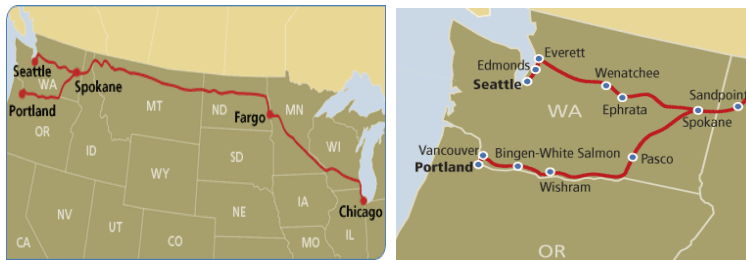 Seattle
WA
Spokane
Portland
MT
ND
MN
Fargo
OR
ID
SD
WI
WY
NE
IA
Chicago
NV
UT
CO
IL
CA
MO
Everett
Edmonds
Seattle
Wenatchee
Ephrata
Sandpoint
WA
Spokane
Vancouver
Bingen-White Salmon
Pasco
Portland
Wishram
OR